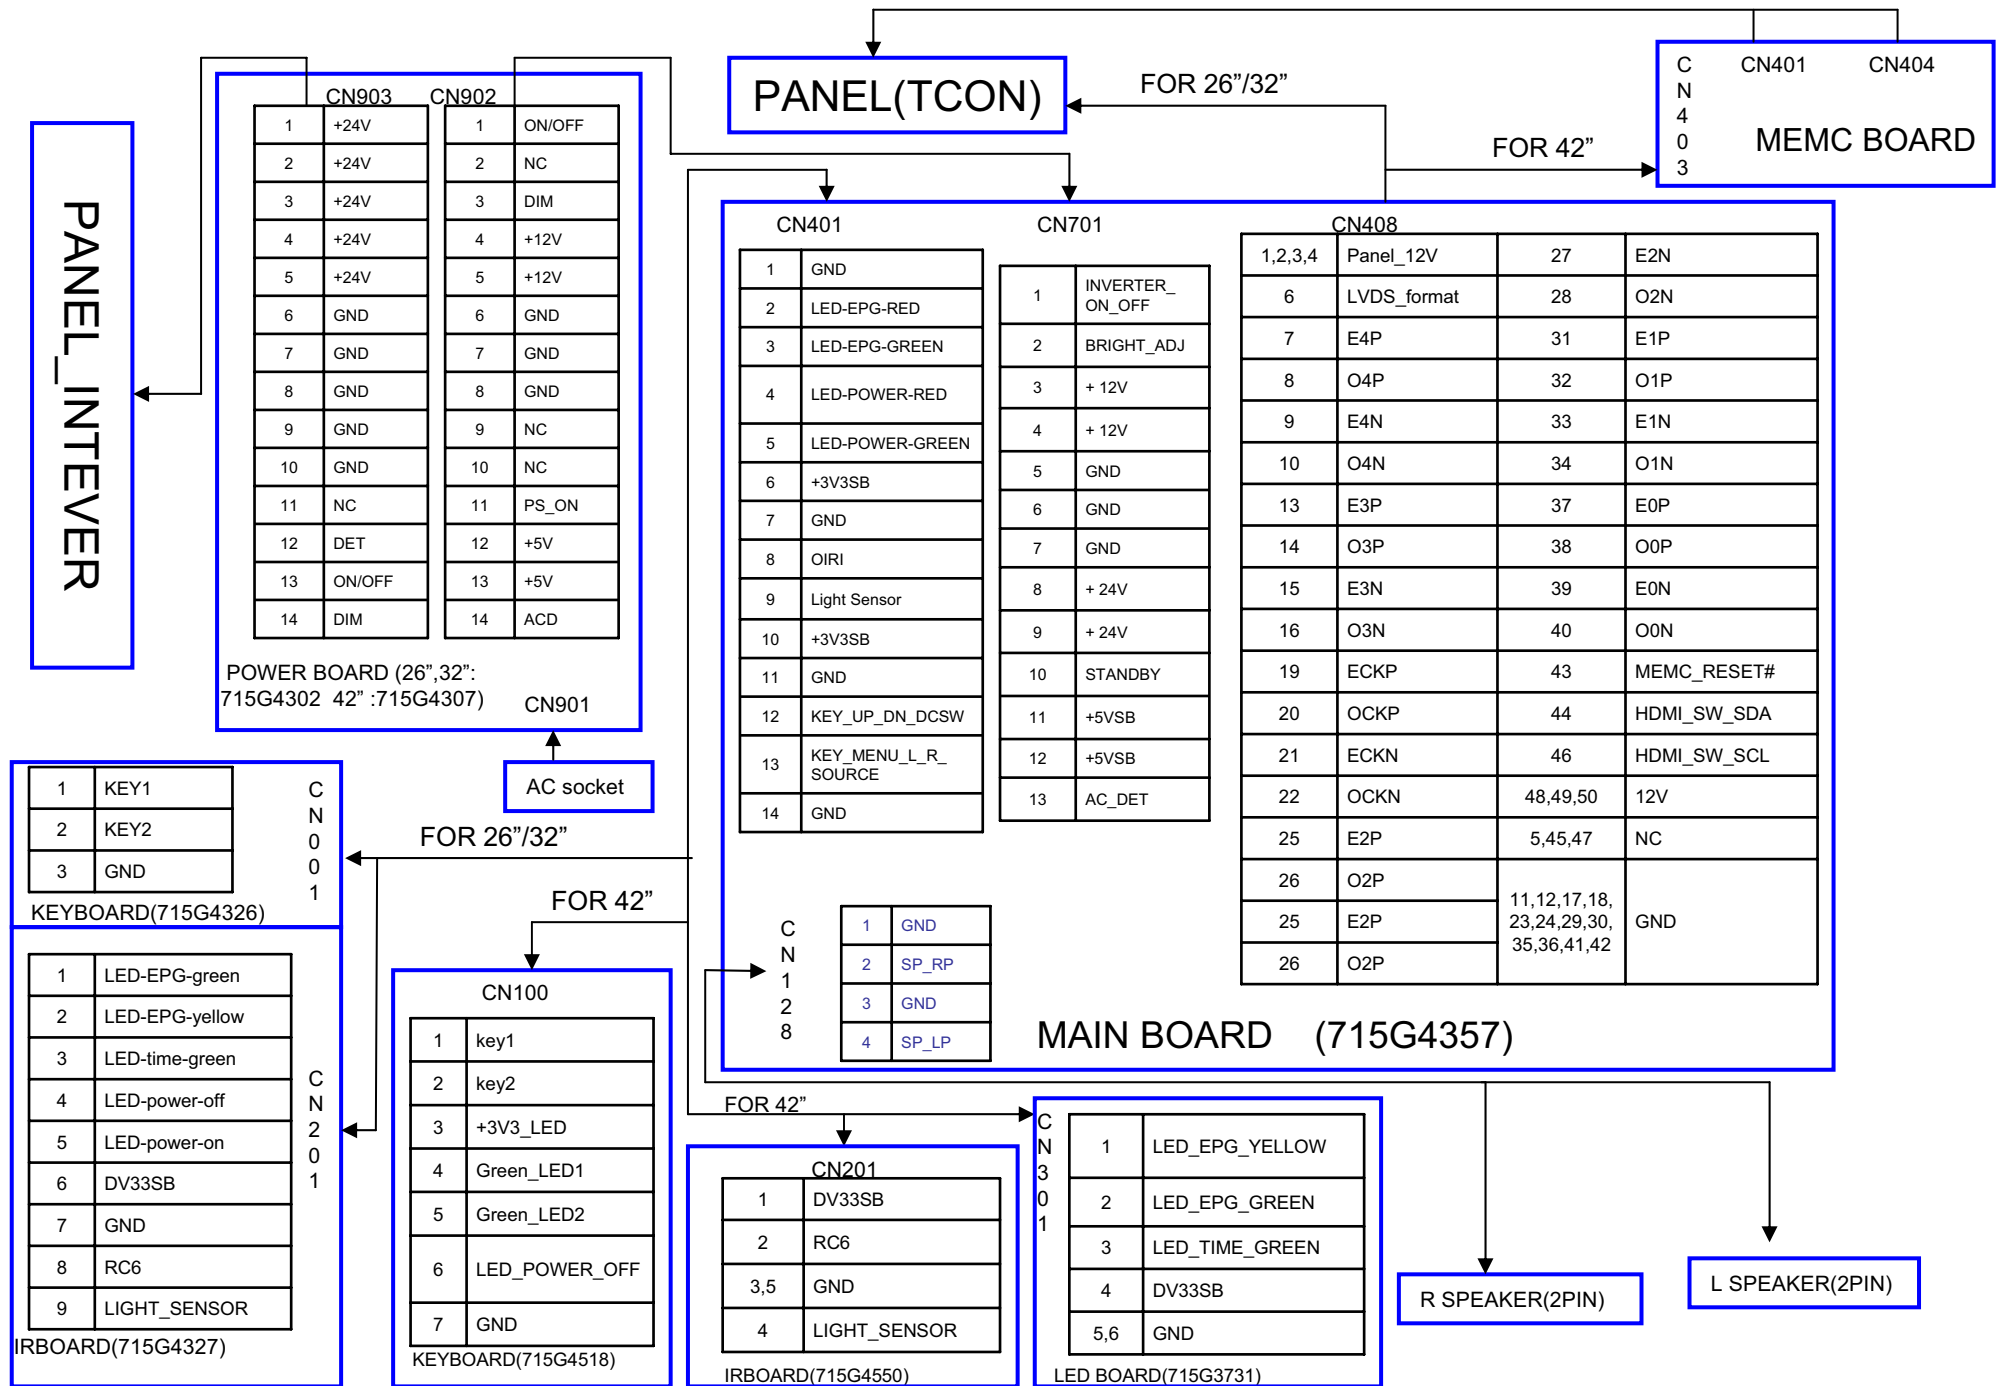 PANEL_INTEVER
CN903
1 +24V
2 +24V
3 +24V
4 +24V
5 +24V
6 GND
7 GND
8 GND
9 GND
10 GND
11 NC
12 DET
13 ON/OFF
14 DIM
CN902
1 ON/OFF
2 NC
3 DIM
4 +12V
5 +12V
6 GND
7 GND
8 GND
9 NC
10 NC
11 PS_ON
12 +5V
13 +5V
14 ACD
POWER BOARD (26”,32”:
715G4302 42” :715G4307)
CN901
AC socket
PANEL(TCON)
FOR 26”/32”
FOR 42”
CN403
CN401
CN404
MEMC BOARD
CN401
1 GND
2 LED-EPG-RED
3 LED-EPG-GREEN
4 LED-POWER-RED
5 LED-POWER-GREEN
6 +3V3SB
7 GND
8 OIRI
9 Light Sensor
10 +3V3SB
11 GND
12 KEY_UP_DN_DCSW
13 KEY_MENU_L_R_
SOURCE
14 GND
CN701
1 INVERTER_
ON_OFF
2 BRIGHT_ADJ
3 + 12V
4 + 12V
5 GND
6 GND
7 GND
8 + 24V
9 + 24V
10 STANDBY
11 +5VSB
12 +5VSB
13 AC_DET
CN408
1,2,3,4 Panel_12V 27 E2N
6 LVDS_format 28 O2N
7 E4P 31 E1P
8 O4P 32 O1P
9 E4N 33 E1N
10 O4N 34 O1N
13 E3P 37 E0P
14 O3P 38 O0P
15 E3N 39 E0N
16 O3N 40 O0N
19 ECKP 43 MEMC_RESET#
20 OCKP 44 HDMI_SW_SDA
21 ECKN 46 HDMI_SW_SCL
22 OCKN 48,49,50 12V
25 E2P 5,45,47 NC
26 O2P
25 E2P
26 O2P
11,12,17,18,
23,24,29,30,
35,36,41,42
GND
CN128
1 GND
2 SP_RP
3 GND
4 SP_LP
MAIN BOARD (715G4357)
1 KEY1
2 KEY2
3 GND
CN001
KEYBOARD(715G4326)
FOR 26”/32”
FOR 42”
1 LED-EPG-green
2 LED-EPG-yellow
3 LED-time-green
4 LED-power-off
5 LED-power-on
6 DV33SB
7 GND
8 RC6
9 LIGHT_SENSOR
CN201
IRBOARD(715G4327)
CN100
1 key1
2 key2
3 +3V3_LED
4 Green_LED1
5 Green_LED2
6 LED_POWER_OFF
7 GND
KEYBOARD(715G4518)
FOR 42”
CN201
1 DV33SB
2 RC6
3,5 GND
4 LIGHT_SENSOR
IRBOARD(715G4550)
CN301
1 LED_EPG_YELLOW
2 LED_EPG_GREEN
3 LED_TIME_GREEN
4 DV33SB
5,6 GND
LED BOARD(715G3731)
R SPEAKER(2PIN)
L SPEAKER(2PIN)